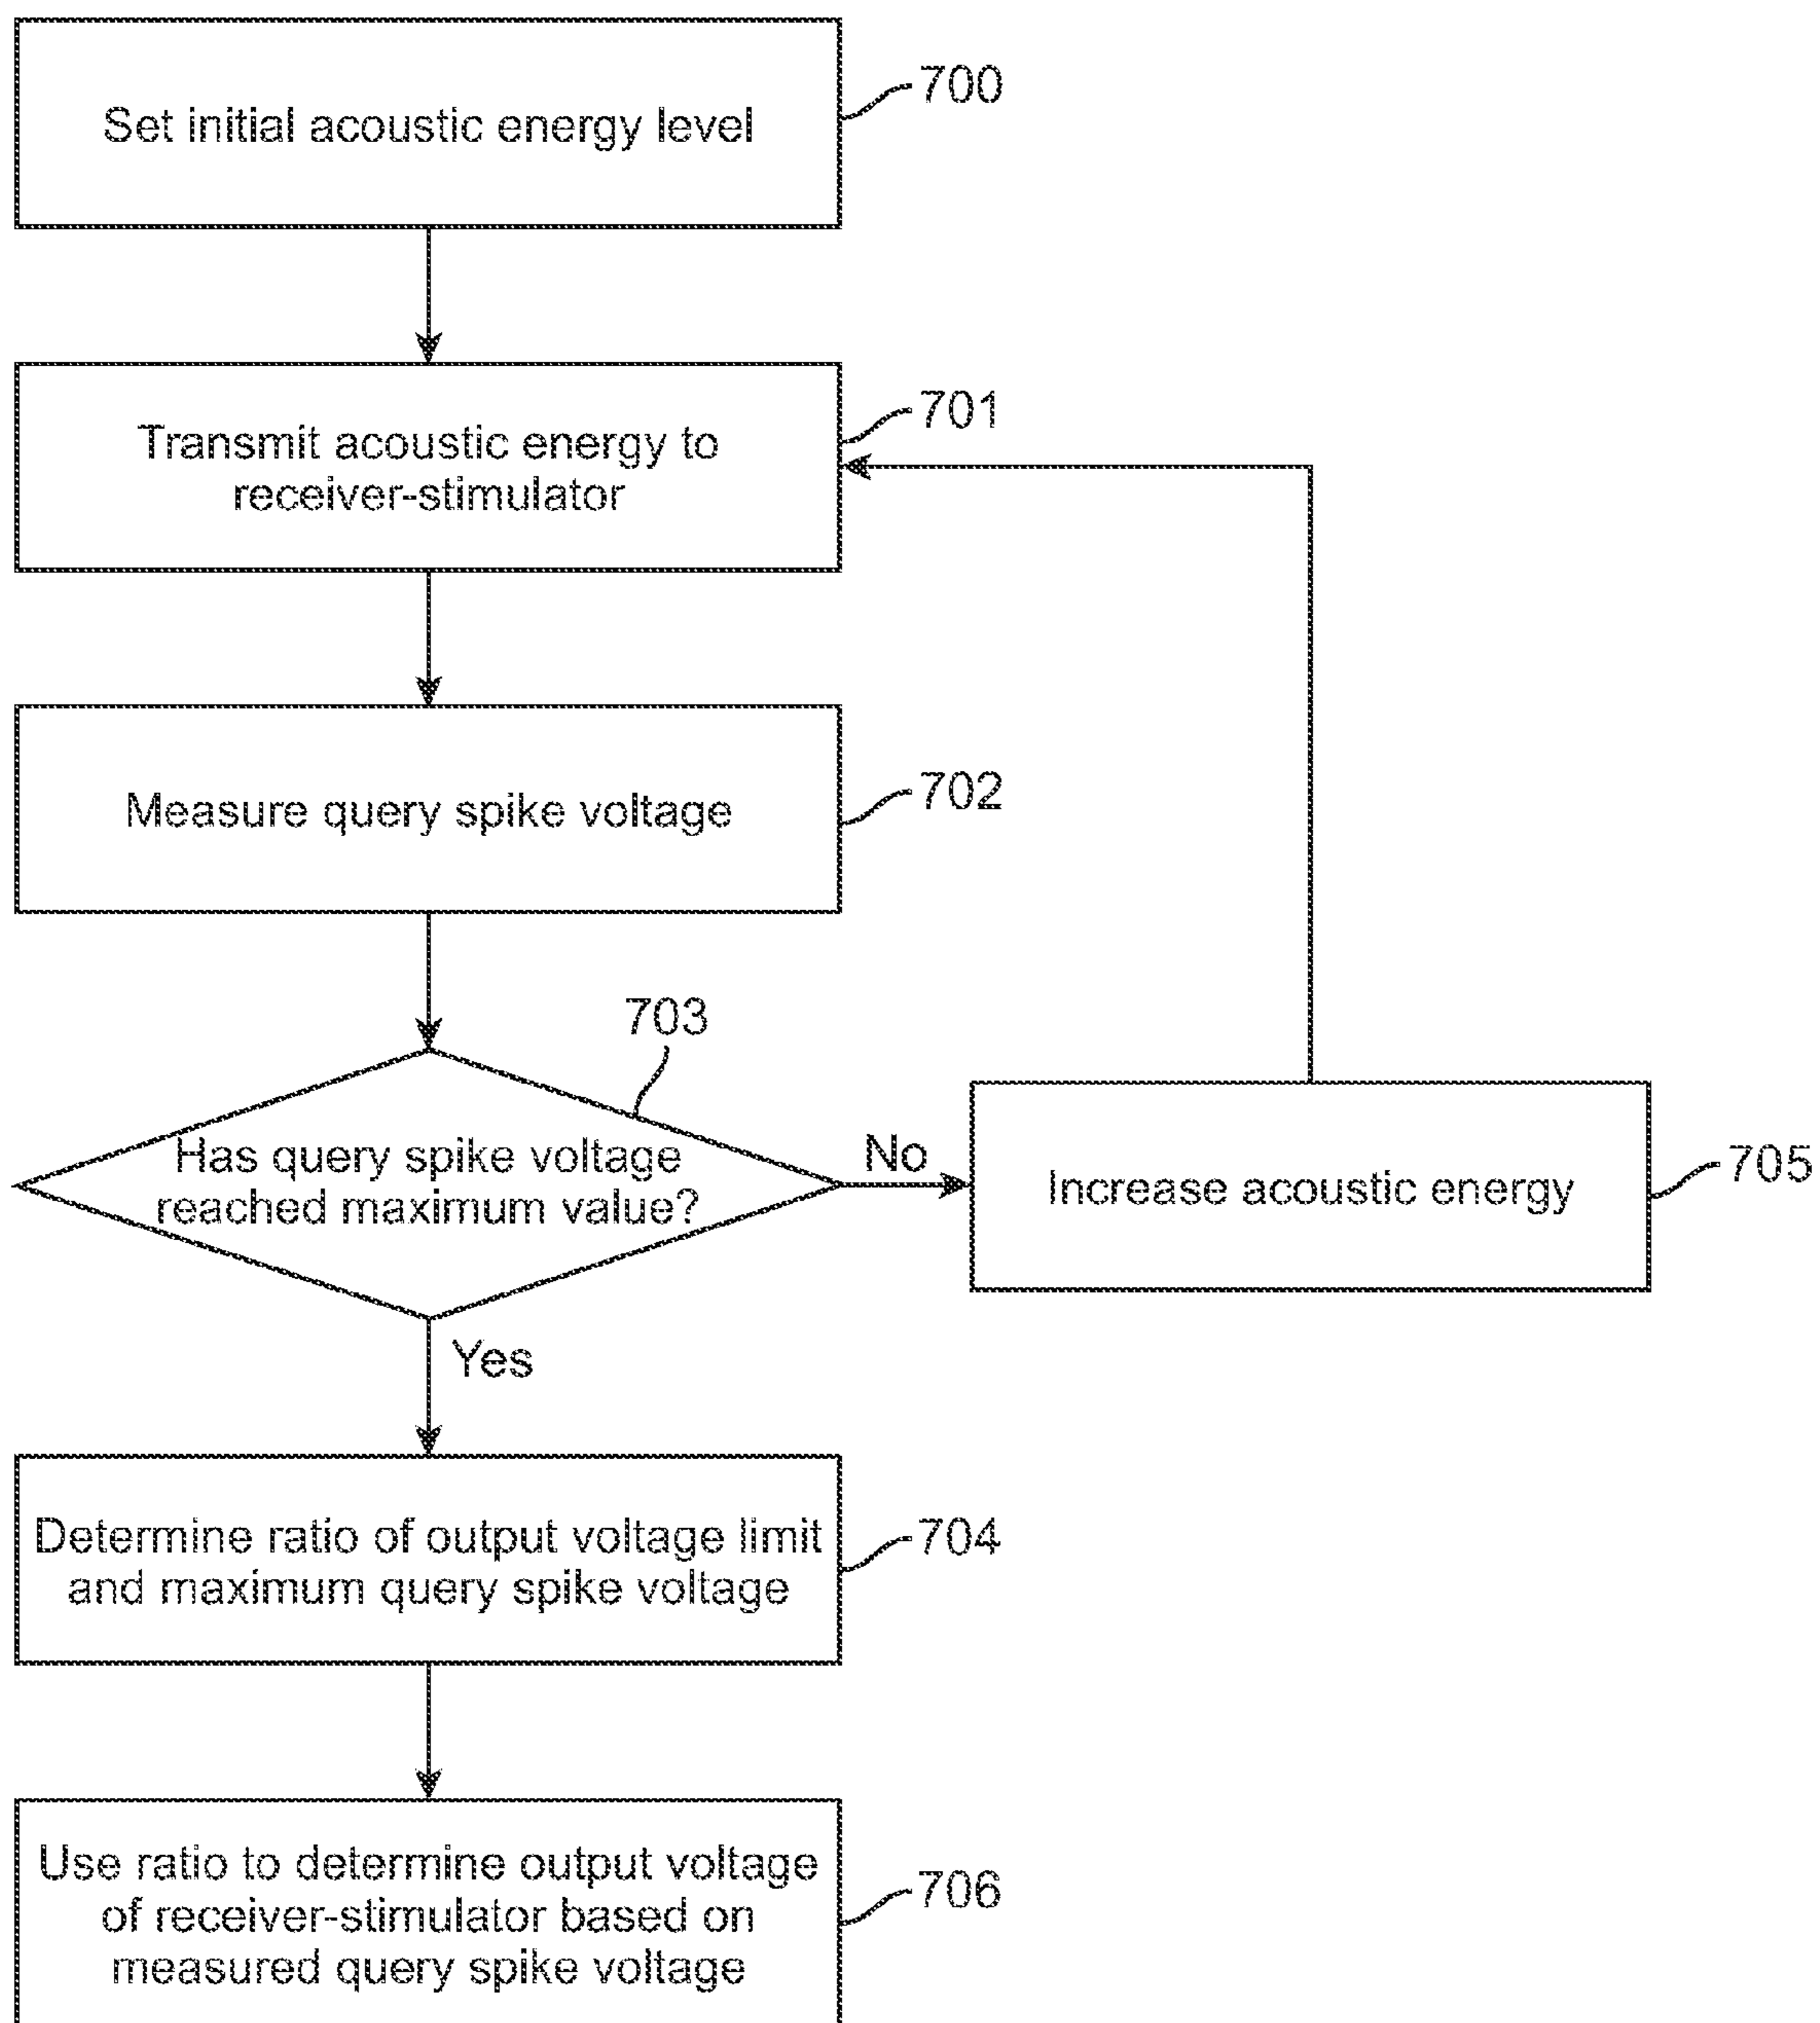 Set initial acoustic energy level
700
Transmit acoustic energy to
receiver-stimulator
701
Measure query spike voltage
702
703
Has query spike voltage
reached maximum value?
No
Increase acoustic energy
705
Yes
Determine ratio of output voltage limit
and maximum query spike voltage
704
Use ratio to determine output voltage
of receiver-stimulator based on
measured query spike voltage
706